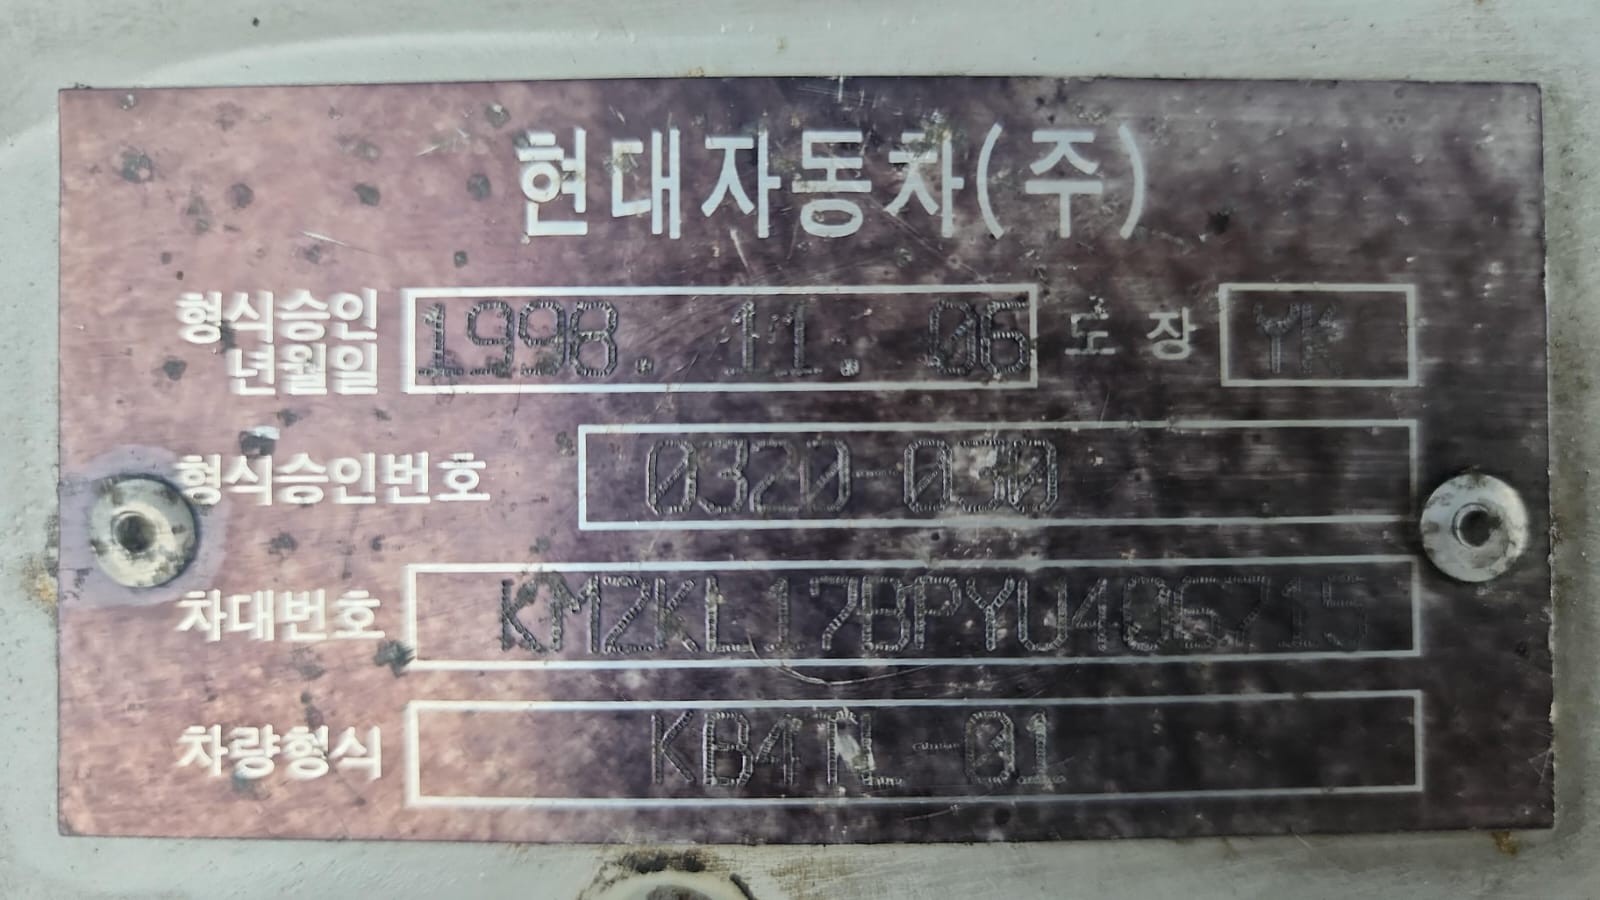 현대자동차(주)
형식승인 년월일 1998. 11. 06 도장 YK
형식승인번호 0320-030
차대번호 KMZKL17BPYU406715
차량형식 KB4TN-01